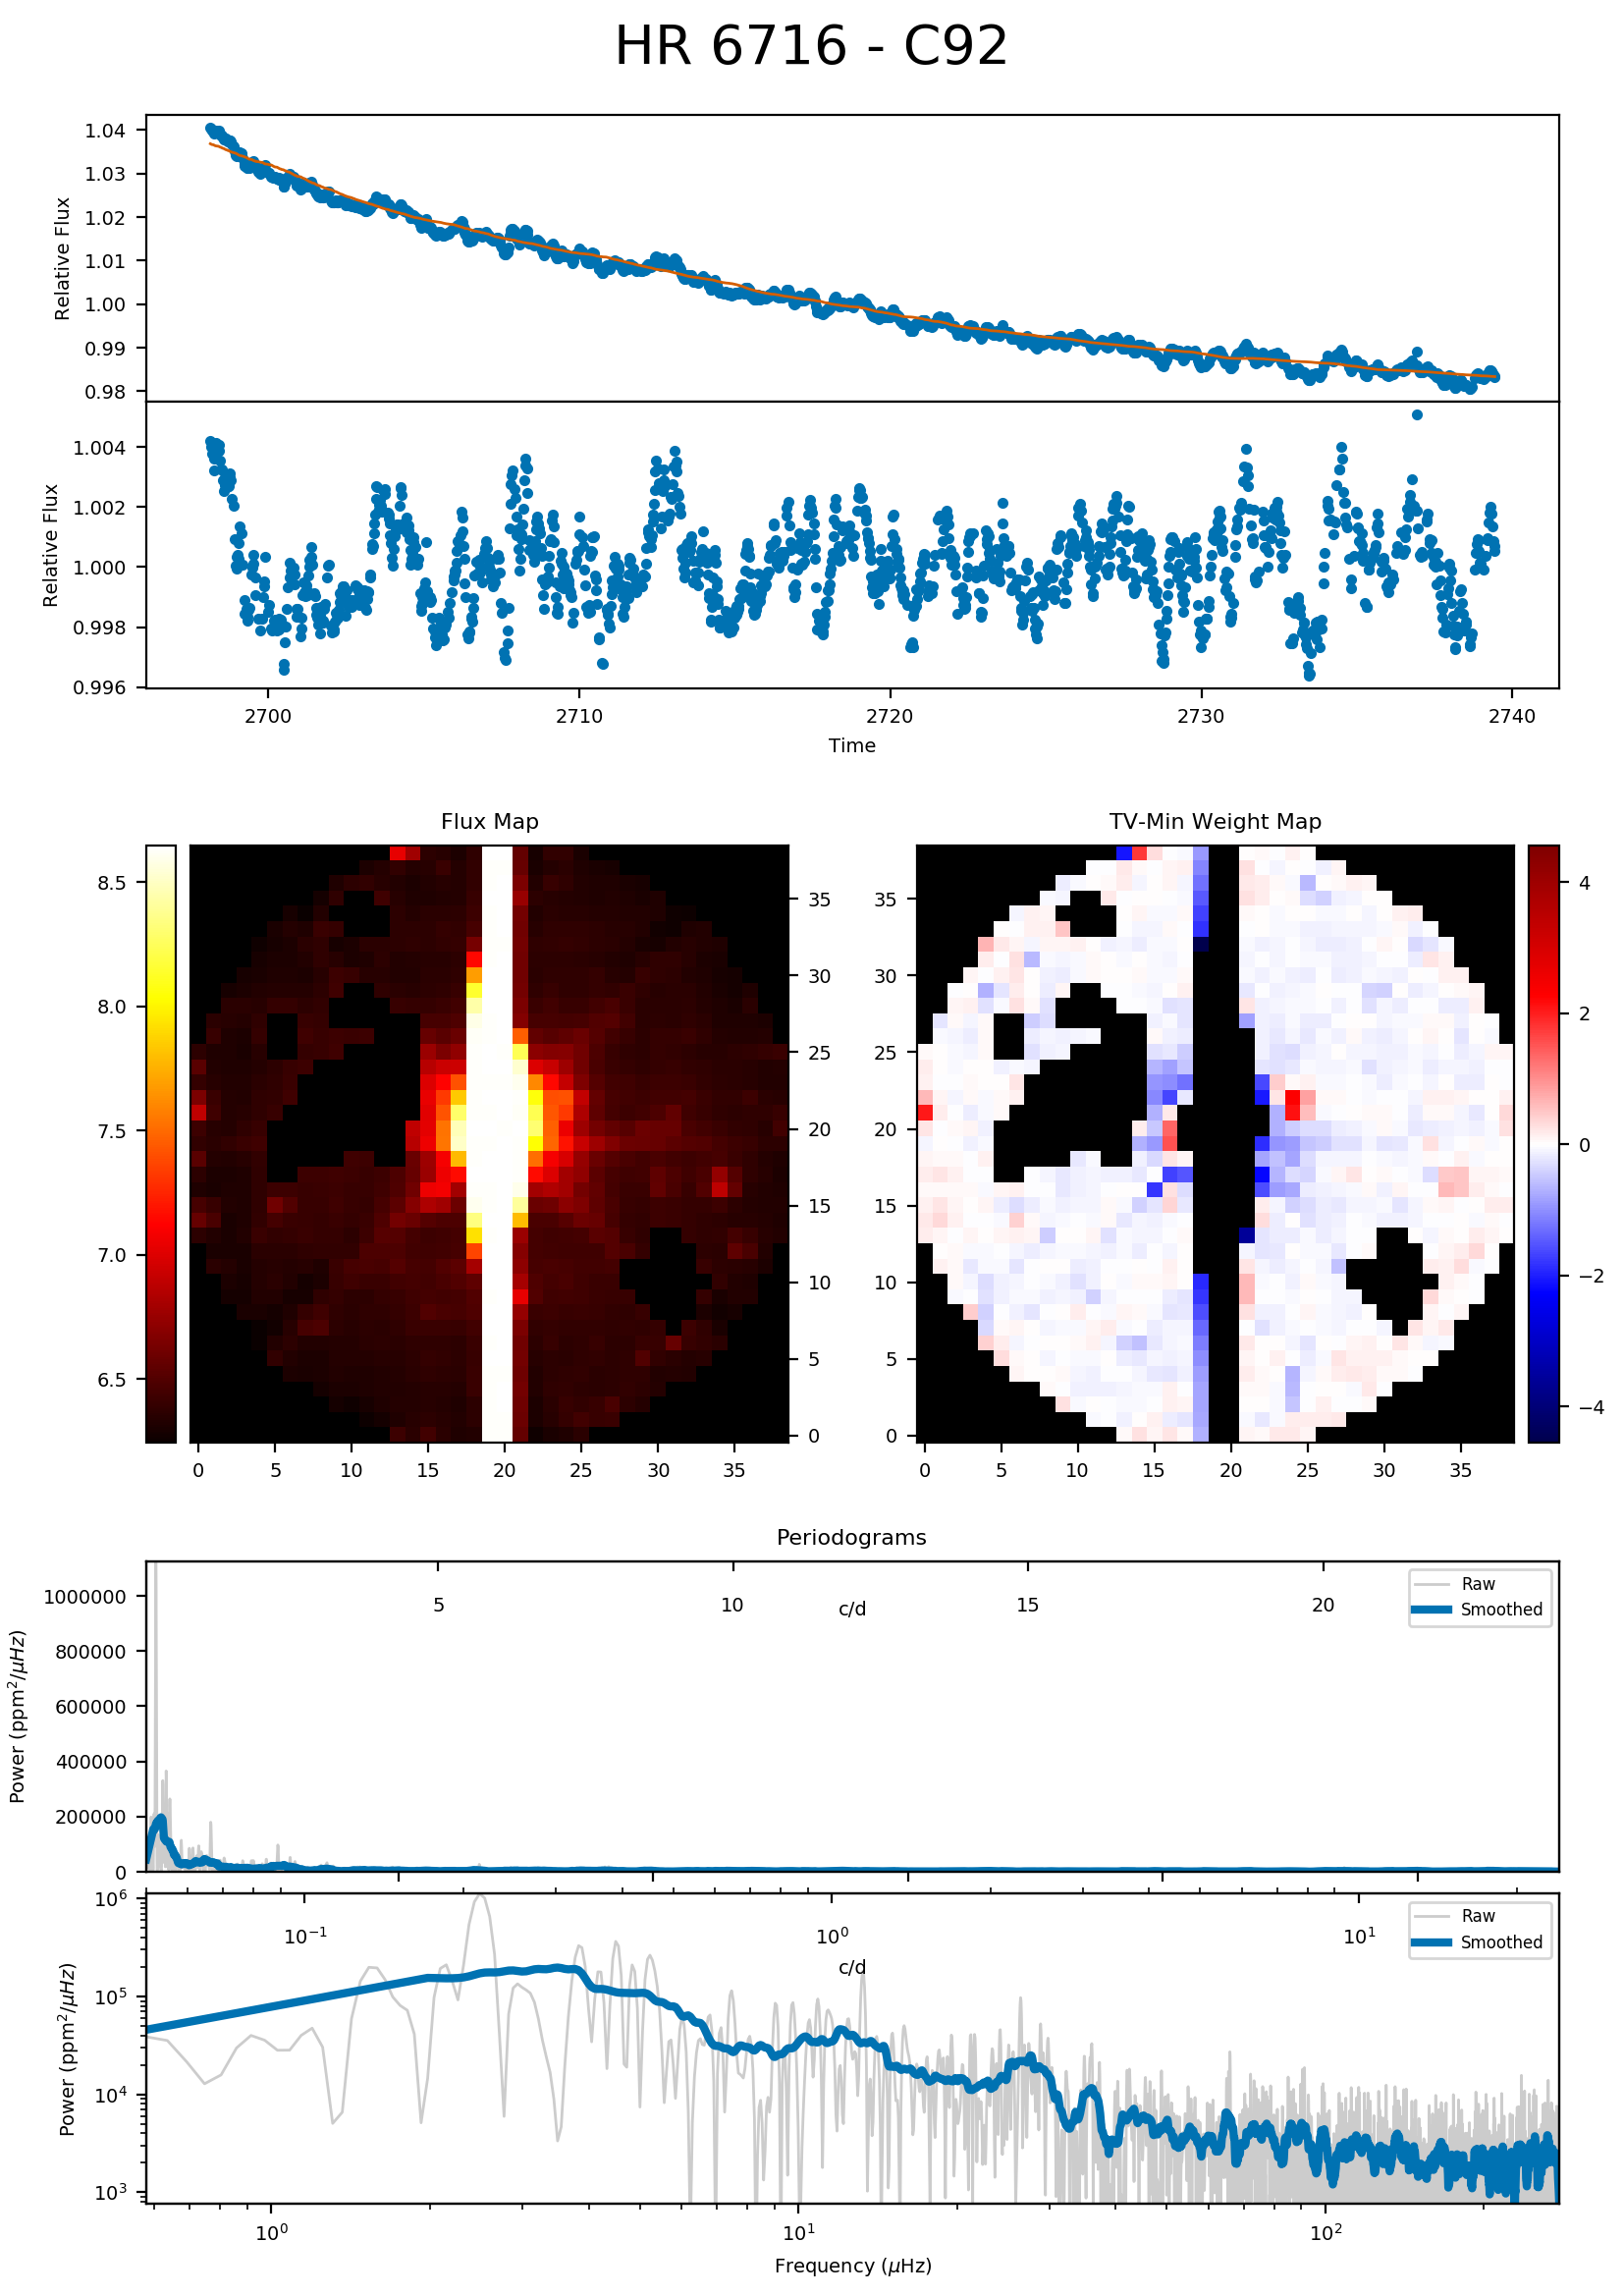 HR 6716 - C92
1.04
1.03
1.02
1.01
1.00
0.99
0.98
Relative Flux
1.004
1.002
1.000
0.998
0.996
Relative Flux
2700 2710 2720 2730 2740
Time
Flux Map
8.5
8.0
7.5
7.0
6.5
35
30
25
20
15
10
5
0
0 5 10 15 20 25 30 35
TV-Min Weight Map
35
30
25
20
15
10
5
0
0 5 10 15 20 25 30 35
4
2
0
−2
−4
Periodograms
1000000
800000
600000
400000
200000
0
Power (ppm²/μHz)
5 10 15 20
c/d
Raw
Smoothed
10⁶
10⁵
10⁴
10³
Power (ppm²/μHz)
10⁻¹ 10⁰ 10¹
c/d
Raw
Smoothed
10⁰ 10¹ 10²
Frequency (μHz)